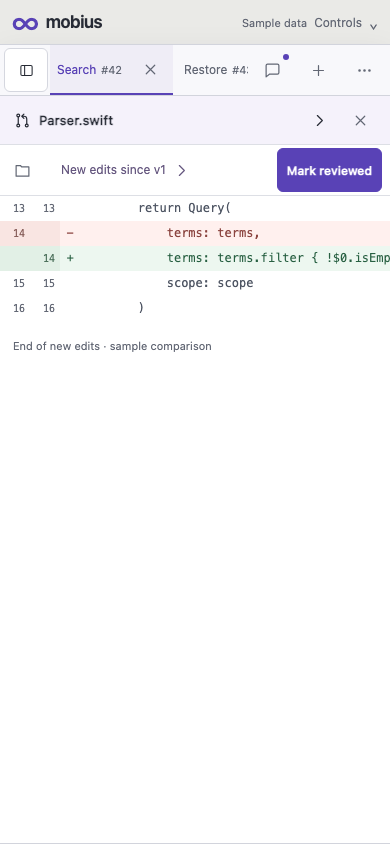 mobius
Sample data Controls
Search #42 Restore #4
Parser.swift
New edits since v1 Mark reviewed
13 13 return Query(
14 − terms: terms,
14 + terms: terms.filter { !$0.isEmp
15 15 scope: scope
16 16 )
End of new edits · sample comparison